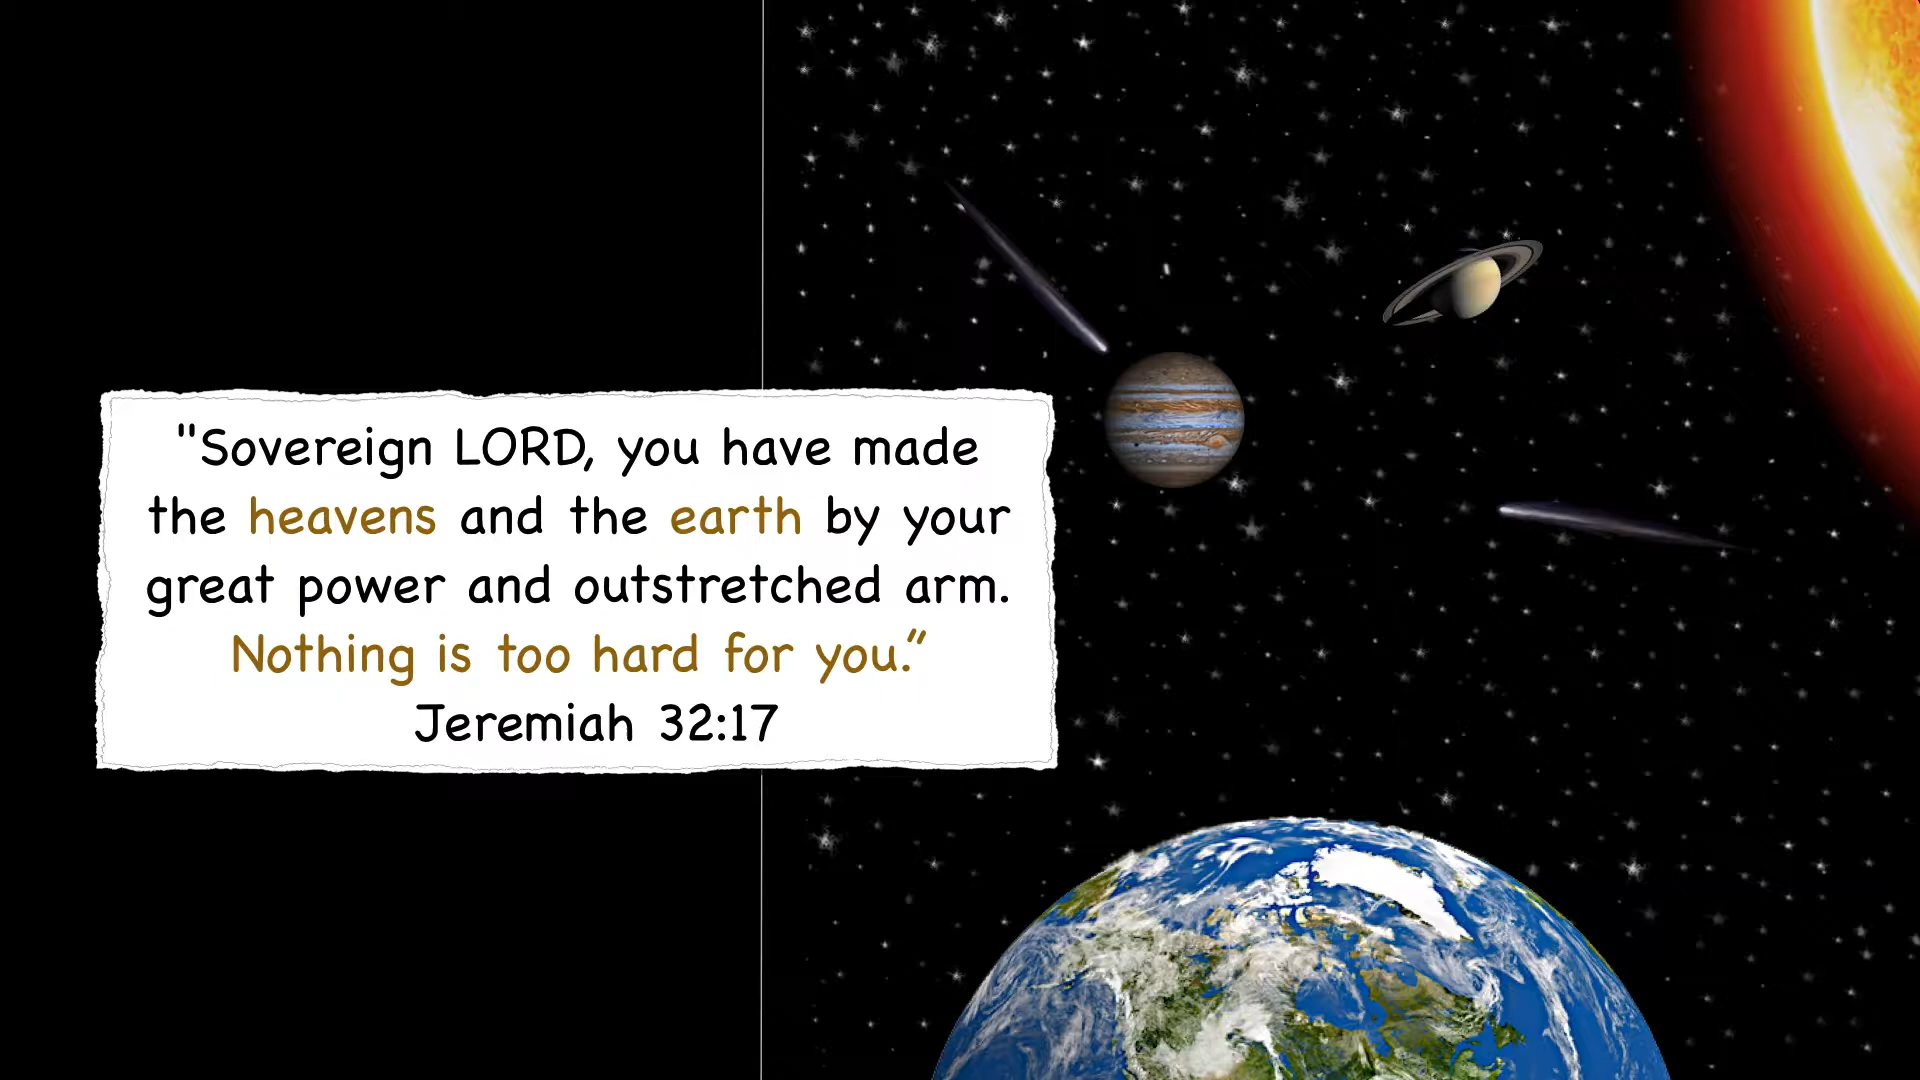 "Sovereign LORD, you have made
the heavens and the earth by your
great power and outstretched arm.
Nothing is too hard for you.”
Jeremiah 32:17